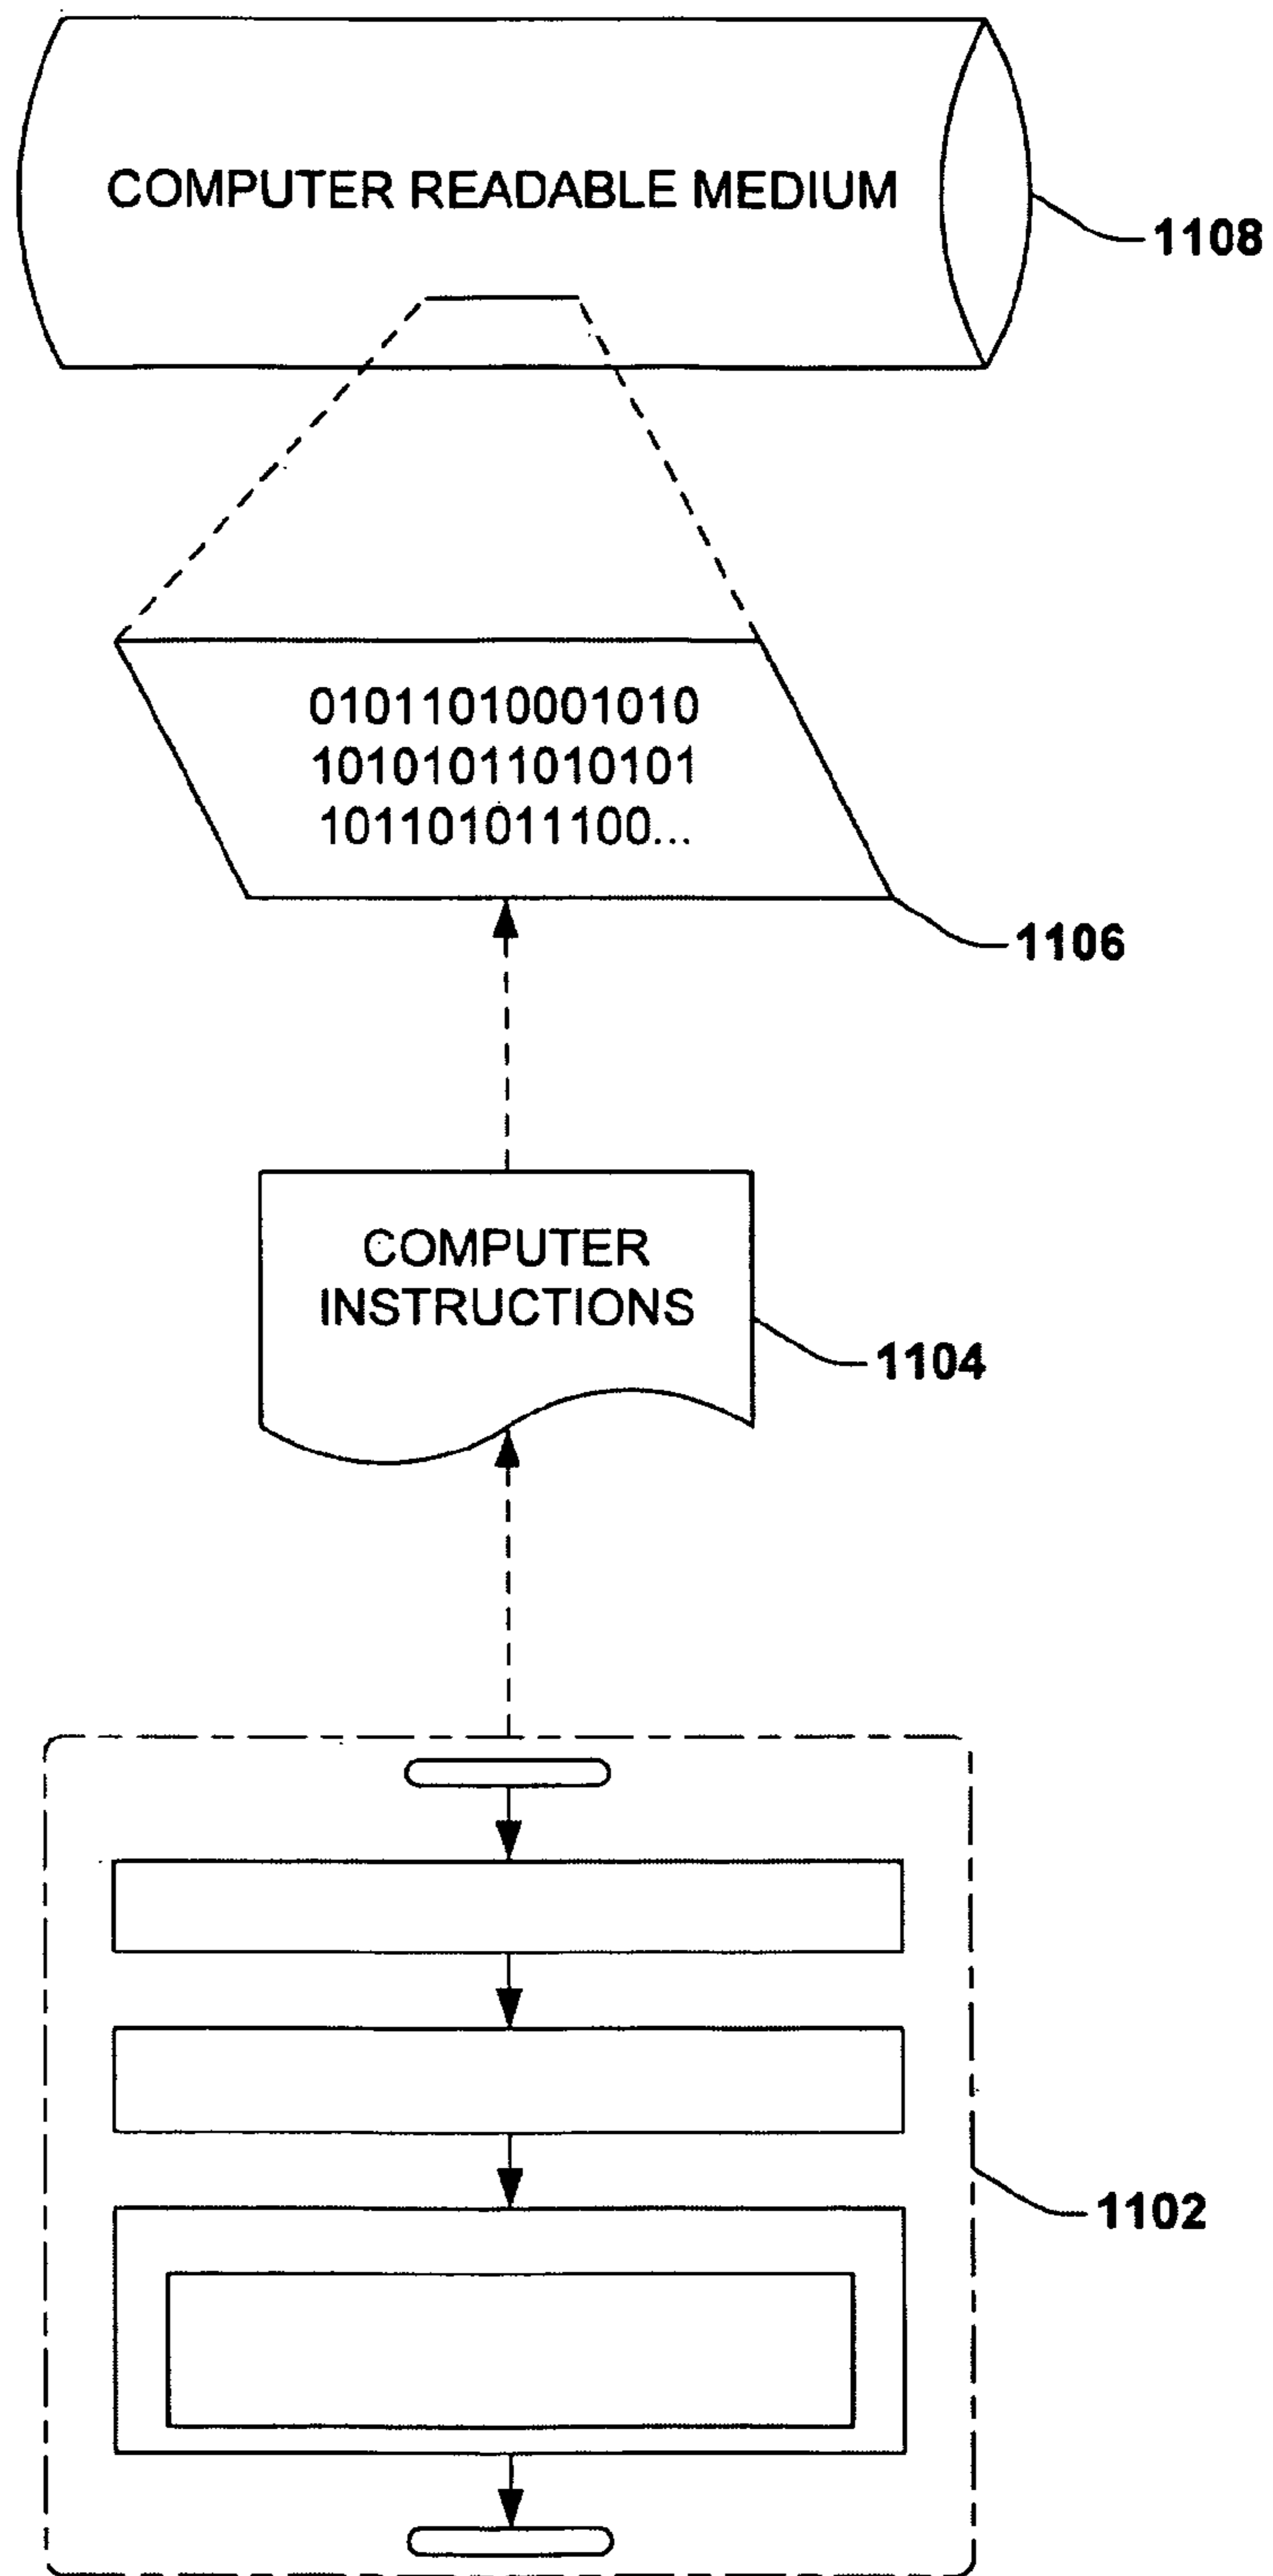 COMPUTER READABLE MEDIUM
1108
01011010001010
10101011010101
101101011100...
1106
COMPUTER
INSTRUCTIONS
1104
1102